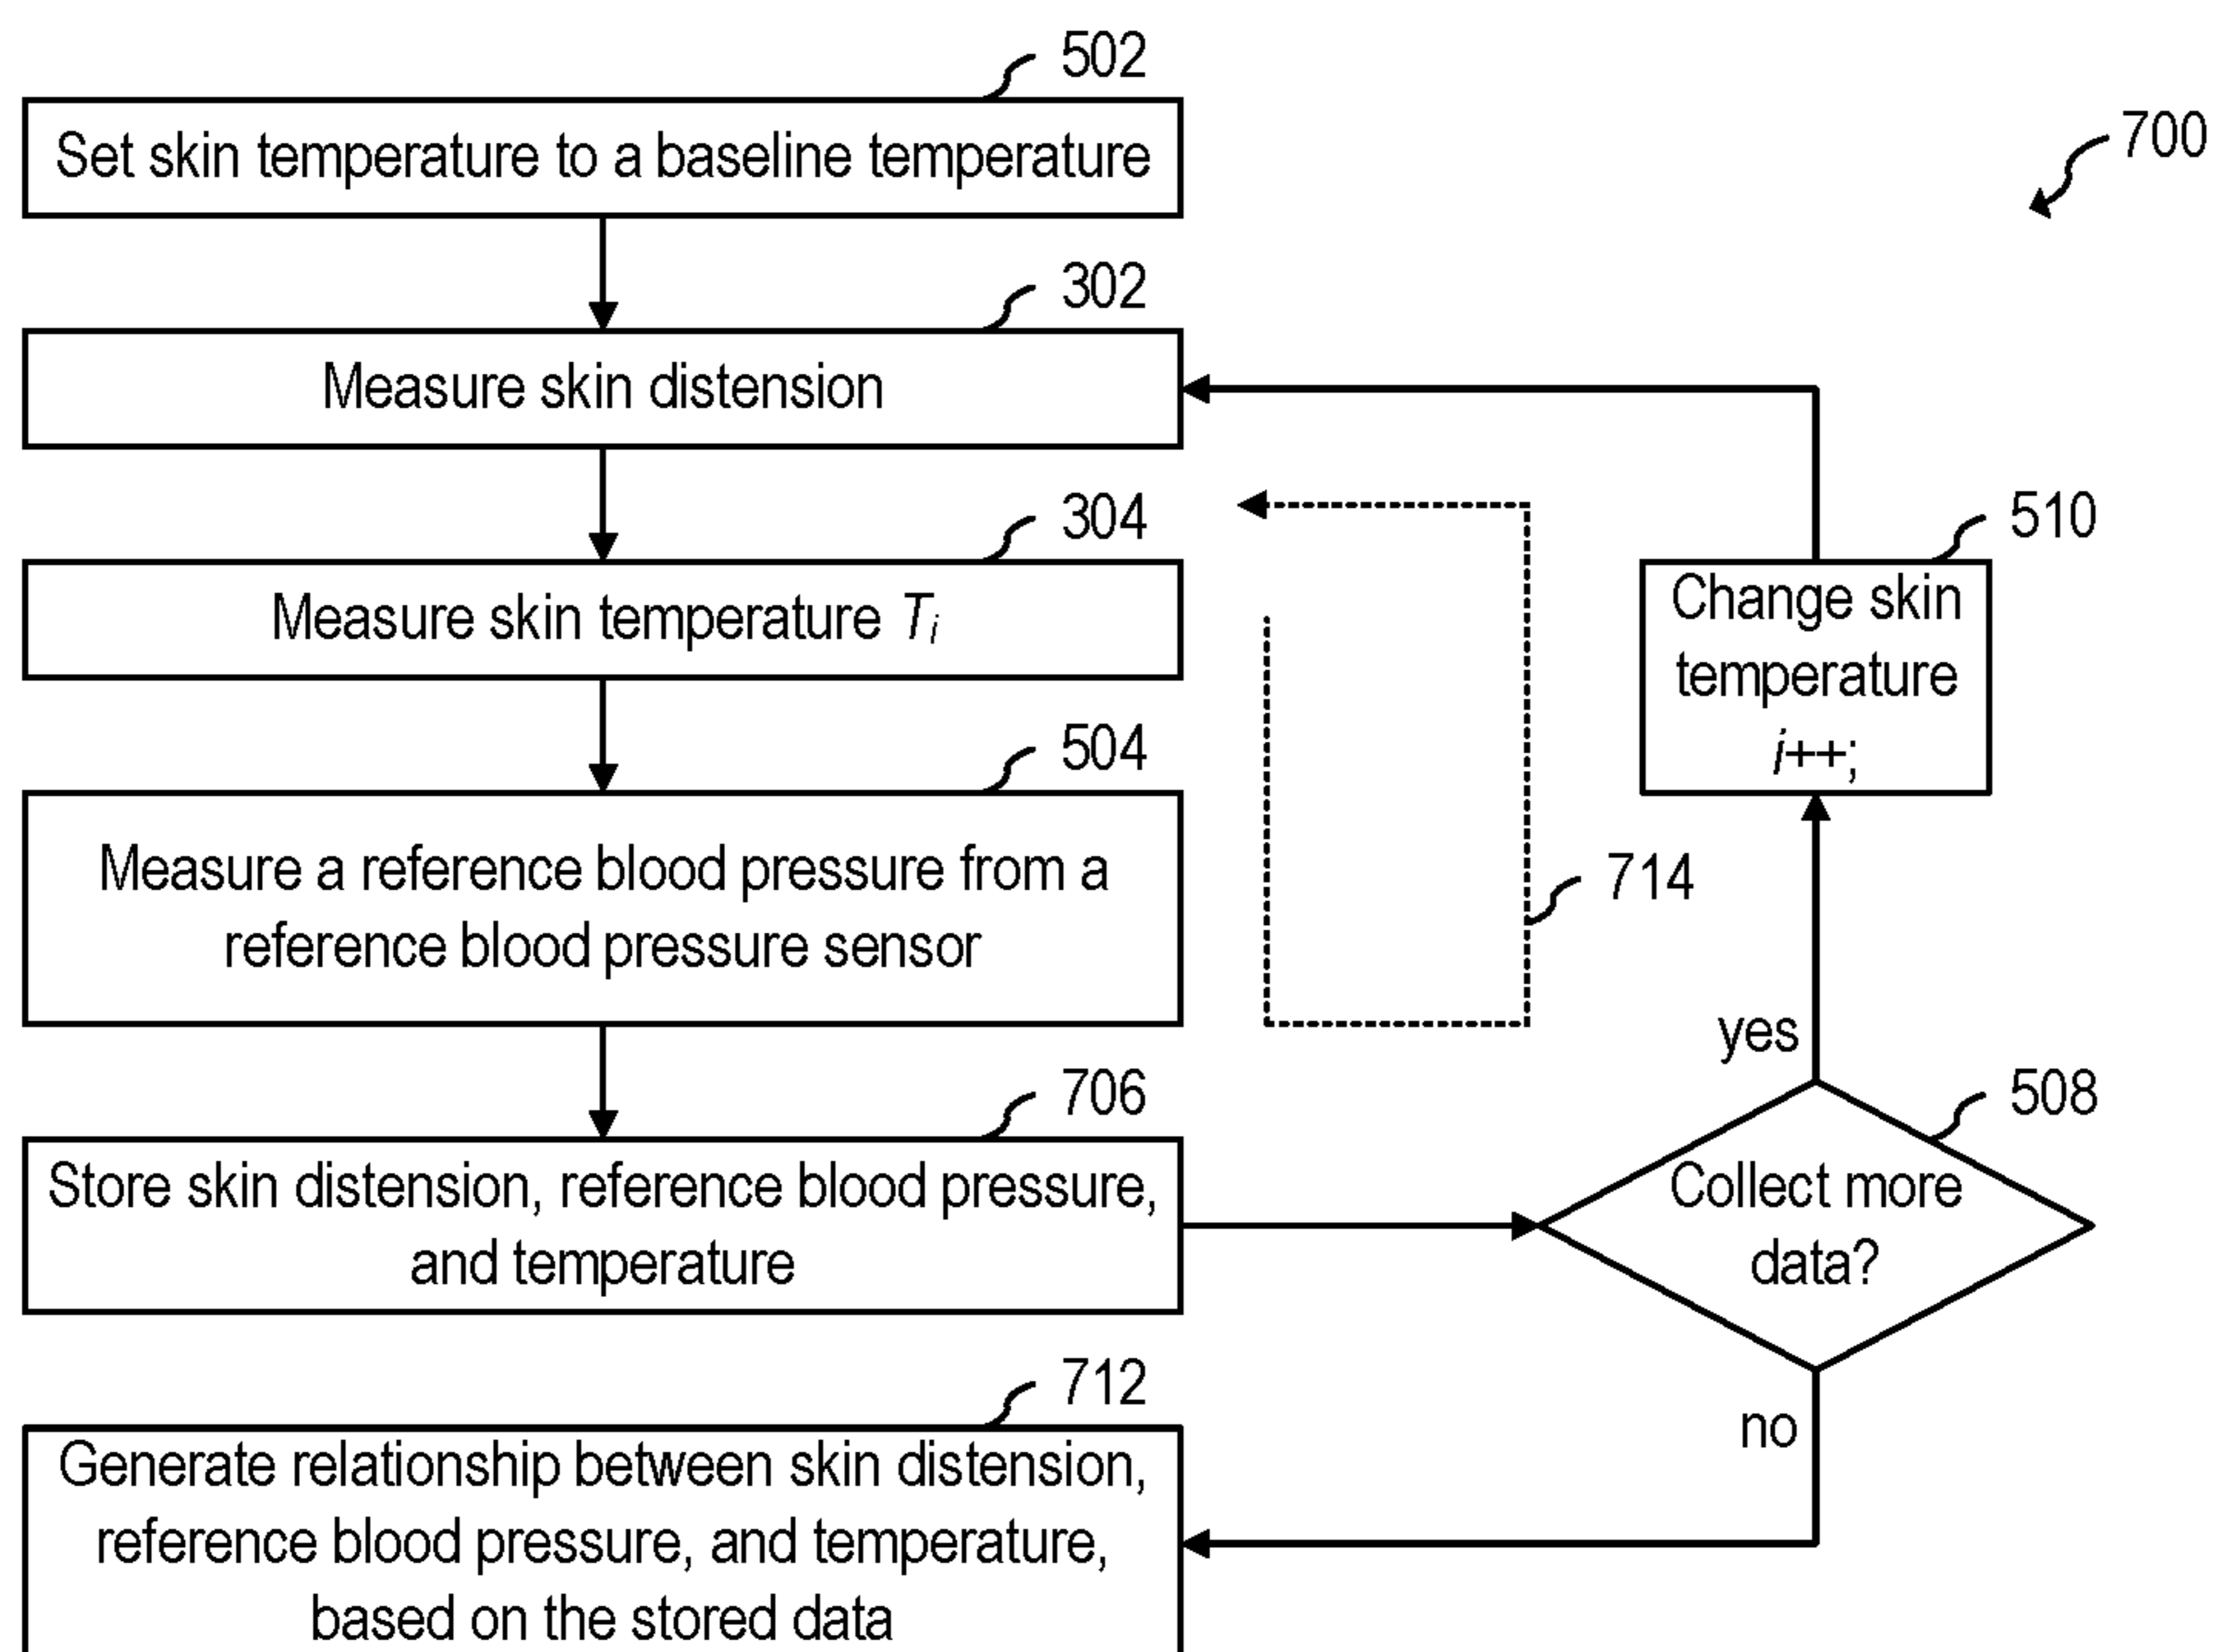 502
Set skin temperature to a baseline temperature
700
302
Measure skin distension
304
Measure skin temperature Ti
510
Change skin
temperature
i++;
504
Measure a reference blood pressure from a
reference blood pressure sensor
714
yes
706
Store skin distension, reference blood pressure,
and temperature
508
Collect more
data?
no
712
Generate relationship between skin distension,
reference blood pressure, and temperature,
based on the stored data